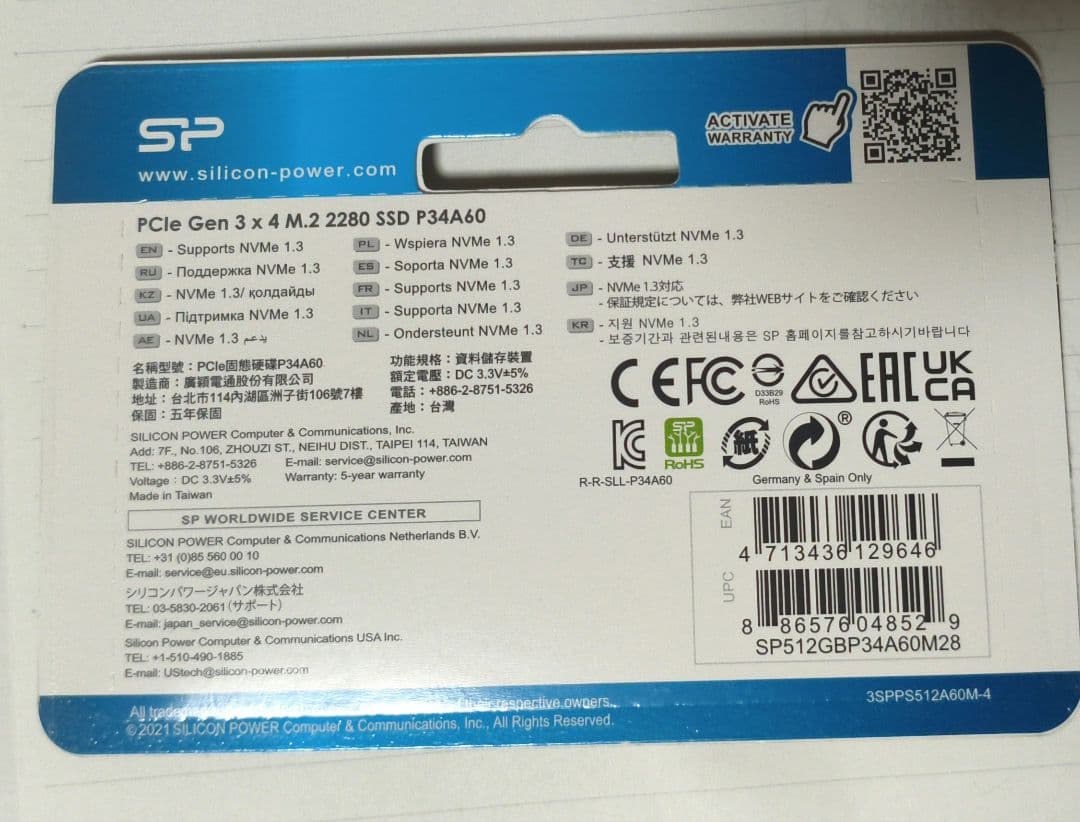 SP
www.silicon-power.com
ACTIVATE
WARRANTY
PCIe Gen 3 x 4 M.2 2280 SSD P34A60
EN - Supports NVMe 1.3
RU - Поддержка NVMe 1.3
KZ - NVMe 1.3/ қолдайды
UA - Підтримка NVMe 1.3
AE - NVMe 1.3 يدعم
PL - Wspiera NVMe 1.3
ES - Soporta NVMe 1.3
FR - Supports NVMe 1.3
IT - Supporta NVMe 1.3
NL - Ondersteunt NVMe 1.3
DE - Unterstützt NVMe 1.3
TC - 支援 NVMe 1.3
JP - NVMe 1.3対応
- 保証規定については、弊社WEBサイトをご確認ください
KR - 지원 NVMe 1.3
- 보증기간과 관련된내용은 SP 홈페이지를참고하시기바랍니다
名稱型號：PCIe固態硬碟P34A60
製造商：廣穎電通股份有限公司
地址：台北市114內湖區洲子街106號7樓
保固：五年保固
功能規格：資料儲存裝置
額定電壓：DC 3.3V±5%
電話：+886-2-8751-5326
產地：台灣
SILICON POWER Computer & Communications, Inc.
Add: 7F., No.106, ZHOUZI ST., NEIHU DIST., TAIPEI 114, TAIWAN
TEL: +886-2-8751-5326 E-mail: service@silicon-power.com
Voltage : DC 3.3V±5% Warranty: 5-year warranty
Made in Taiwan
SP WORLDWIDE SERVICE CENTER
SILICON POWER Computer & Communications Netherlands B.V.
TEL: +31 (0)85 560 00 10
E-mail: service@eu.silicon-power.com
シリコンパワージャパン株式会社
TEL: 03-5830-2061 (サポート)
E-mail: japan_service@silicon-power.com
Silicon Power Computer & Communications USA Inc.
TEL: +1-510-490-1885
E-mail: UStech@silicon-power.com
CE FC D33B29 RoHS EAC UK CA
KC SP RoHS 紙 ®
R-R-SLL-P34A60
Germany & Spain Only
EAN
4 713436 129646
UPC
8 86576 04852 9
SP512GBP34A60M28
3SPPS512A60M-4
All respective owners.
©2021 SILICON POWER Computer & Communications, Inc., All Rights Reserved.